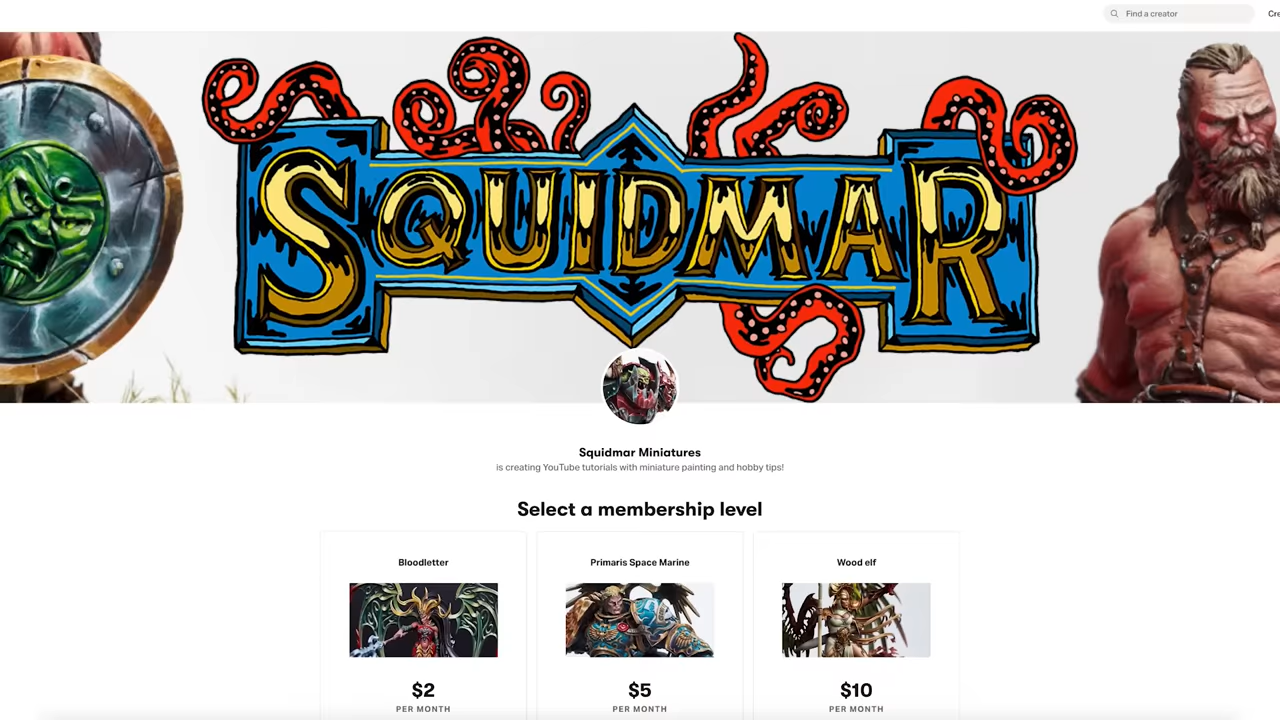 Find a creator
Cre
SQUIDMAR
Squidmar Miniatures
is creating YouTube tutorials with miniature painting and hobby tips!
Select a membership level
Bloodletter
Primaris Space Marine
Wood elf
$2
$5
$10
PER MONTH
PER MONTH
PER MONTH